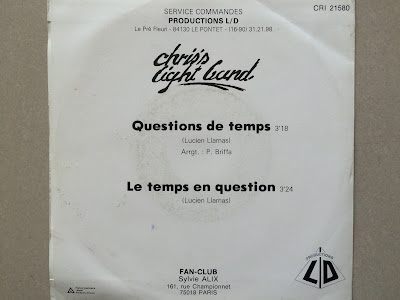 SERVICE COMMANDES
PRODUCTIONS L/D
Le Pré Fleuri - 84130 LE PONTET - (16-90) 31.21.98
CRI 21580
chris's
light band
Questions de temps 3'18
(Lucien Llamas)
Arrgt. : P. Briffa
Le temps en question 3'24
(Lucien Llamas)
PRODUCTIONS
L/D
FAN-CLUB
Sylvie ALIX
161, rue Championnet
75018 PARIS